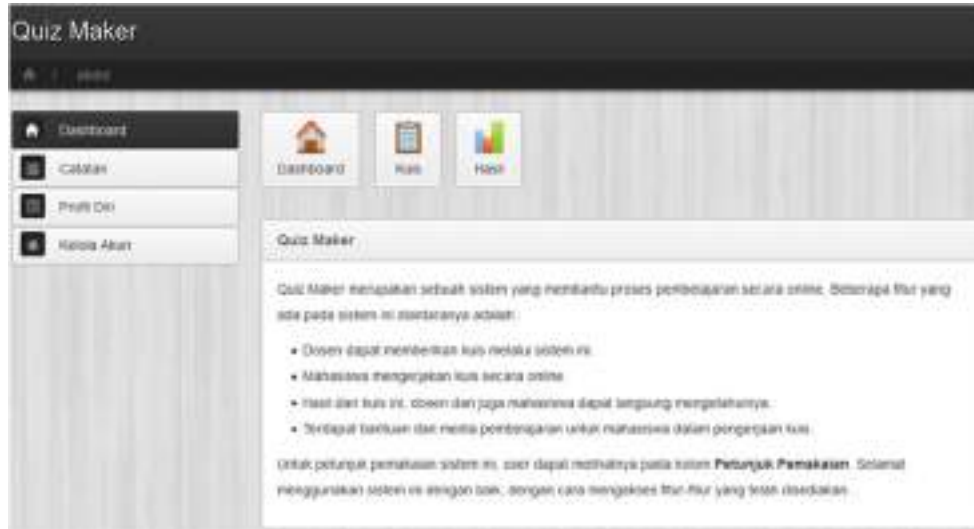 Quiz Maker
/
Dashboard
Catatan
Profil Diri
Kelola Akun
Dashboard
Kuis
Hasil
Quiz Maker
Quiz Maker merupakan sebuah sistem yang membantu proses pembelajaran secara online. Beberapa fitur yang
ada pada sistem ini diantaranya adalah
Dosen dapat memberikan kuis melalui sistem ini.
Mahasiswa mengerjakan kuis secara online
Hasil dari kuis ini, dosen dan juga mahasiswa dapat langsung mengetahuinya.
Terdapat bantuan dan media pembelajaran untuk mahasiswa dalam pengerjaan kuis.
Untuk petunjuk pemakaian sistem ini, user dapat melihatnya pada kolom Petunjuk Pemakaian. Selamat
menggunakan sistem ini dengan baik, dengan cara mengakses fitur-fitur yang telah disediakan.